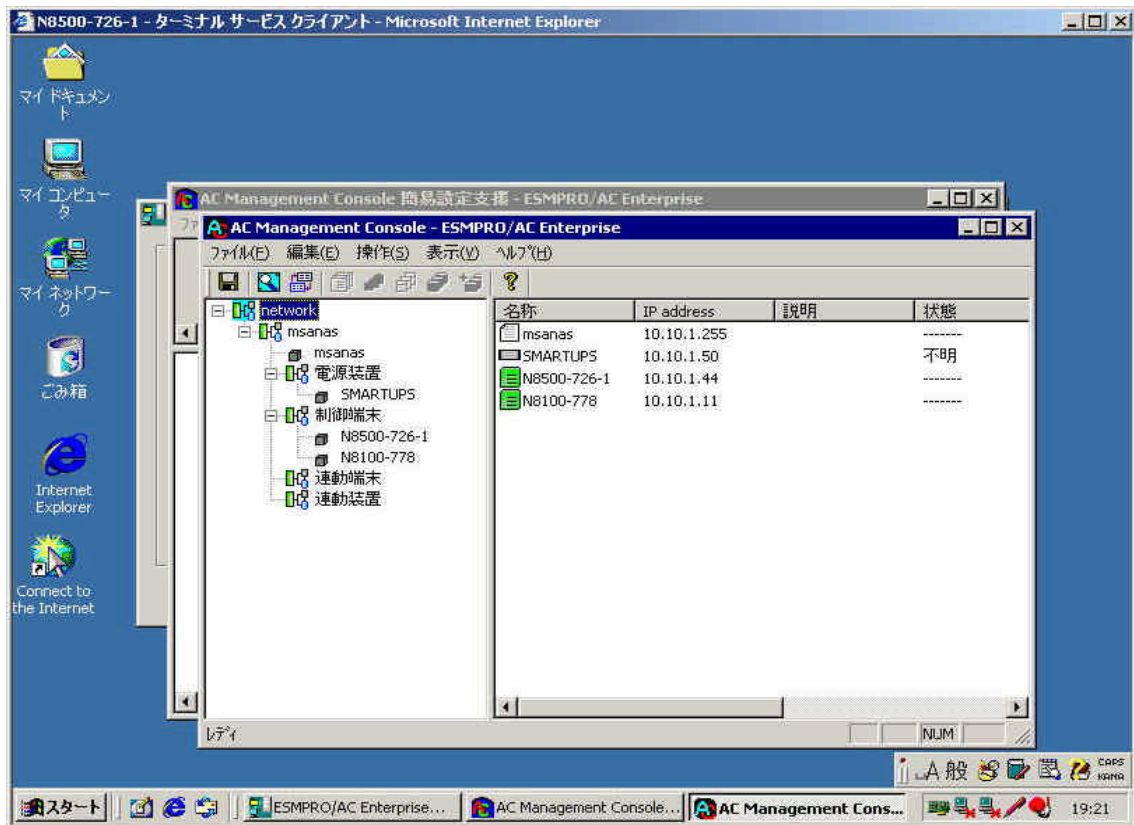 N8500-726-1 - ターミナル サービス クライアント - Microsoft Internet Explorer
マイ ドキュメン
ト
マイ コンピュー
タ
マイ ネットワー
ク
ごみ箱
Internet
Explorer
Connect to
the Internet
AC Management Console 簡易設定支援 - ESMPRO/AC Enterprise
AC Management Console - ESMPRO/AC Enterprise
ファイル(F) 編集(E) 操作(S) 表示(V) ヘルプ(H)
network
msanas
msanas
電源装置
SMARTUPS
制御端末
N8500-726-1
N8100-778
連動端末
連動装置
名称 IP address 説明 状態
msanas 10.10.1.255 -------
SMARTUPS 10.10.1.50 不明
N8500-726-1 10.10.1.44 -------
N8100-778 10.10.1.11 -------
レディ NUM
A 般 CAPS
KANA
スタート ESMPRO/AC Enterprise... AC Management Console... AC Management Cons... 19:21